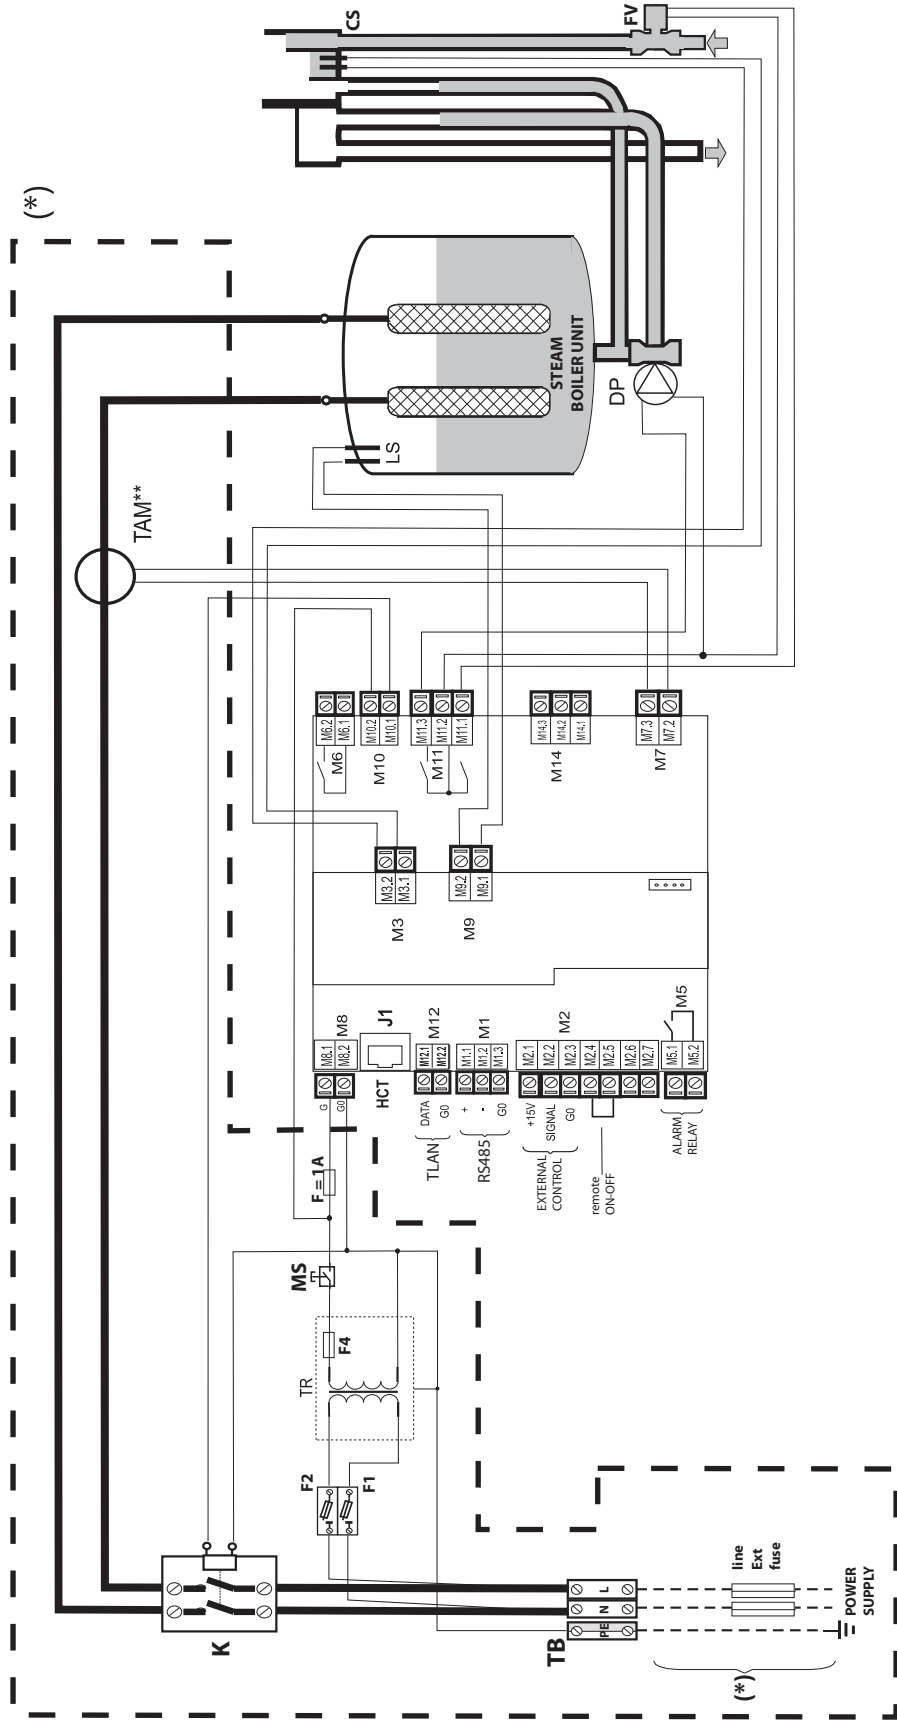 CS
FV
(*)
STEAM
BOILER UNIT
DP
LS
TAM**
M6.2
M6.1
M6
M10.2
M10.1
M10
M11.3
M11.2
M11.1
M11
M14.3
M14.2
M14.1
M14
M7.3
M7.2
M7
M3.2
M3.1
M3
M9.2
M9.1
M9
M8.1
M8.2
M8
G
G0
J1
HCT
M12.1
M12.2
M12
DATA
G0
TLAN
M1.1
M1.2
M1.3
M1
+
-
G0
RS485
M2.1
M2.2
M2.3
M2.4
M2.5
M2.6
M2.7
M2
+15V
SIGNAL
G0
EXTERNAL
CONTROL
remote
ON-OFF
M5.1
M5.2
M5
ALARM
RELAY
F = 1A
MS
F4
TR
F2
F1
K
TB
L
N
PE
line
Ext
fuse
POWER
SUPPLY
(*)